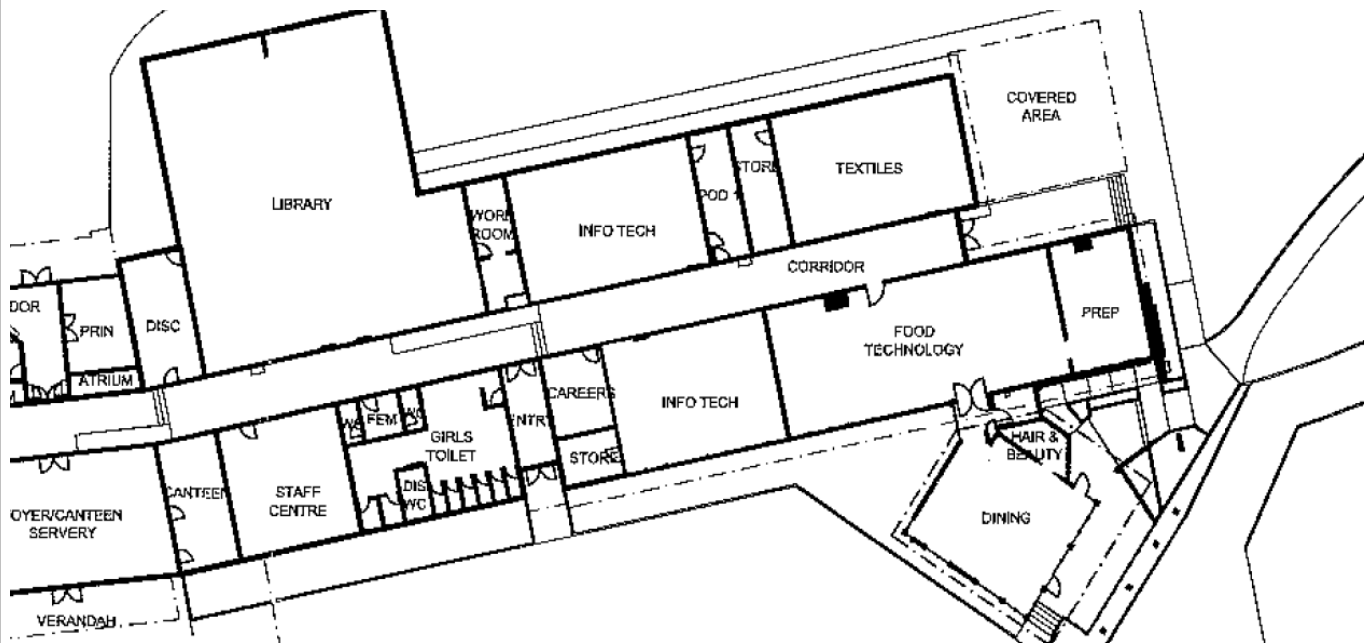 COVERED
AREA
TEXTILES
STORE
POD
LIBRARY
WORK
ROOM
INFO TECH
CORRIDOR
DOR
PRIN
DISC
ATRIUM
PREP
FOOD
TECHNOLOGY
CAREERS
INFO TECH
WC
FEM
WC
ENTRY
GIRLS
TOILET
STORE
HAIR &
BEAUTY
CANTEEN
STAFF
CENTRE
DIS
WC
OYER/CANTEEN
SERVERY
DINING
VERANDAH